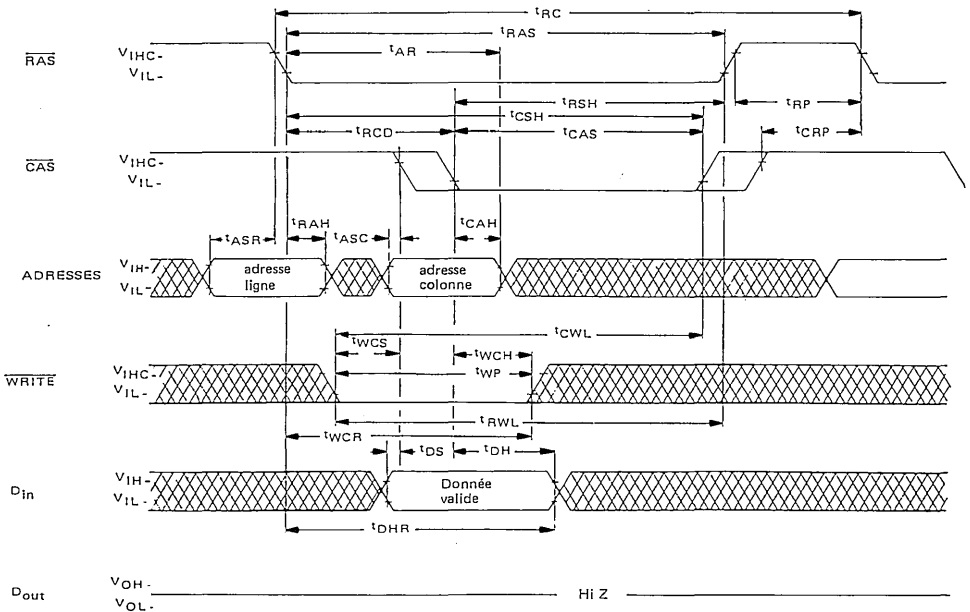 tRC
tRAS
tAR
RAS
VIHC-
VIL-
tRSH
tRP
tCSH
tRCD
tCAS
tCRP
CAS
VIHC-
VIL-
tRAH
tASR
tASC
tCAH
ADRESSES
VIH-
VIL-
adresse
ligne
adresse
colonne
tCWL
tWCS
tWCH
tWP
WRITE
VIHC-
VIL-
tRWL
tWCR
tDS
tDH
Din
VIH-
VIL-
Donnée
valide
tDHR
Dout
VOH-
VOL-
Hi Z